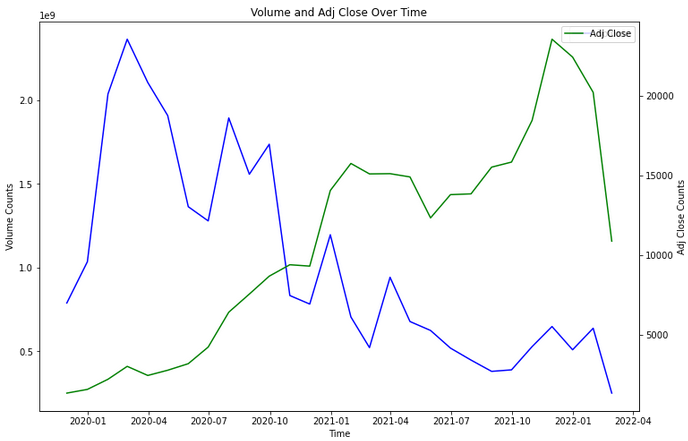 Volume and Adj Close Over Time
1e9
Adj Close
2.0
1.5
1.0
0.5
Volume Counts
20000
15000
10000
5000
Adj Close Counts
2020-01 2020-04 2020-07 2020-10 2021-01 2021-04 2021-07 2021-10 2022-01 2022-04
Time